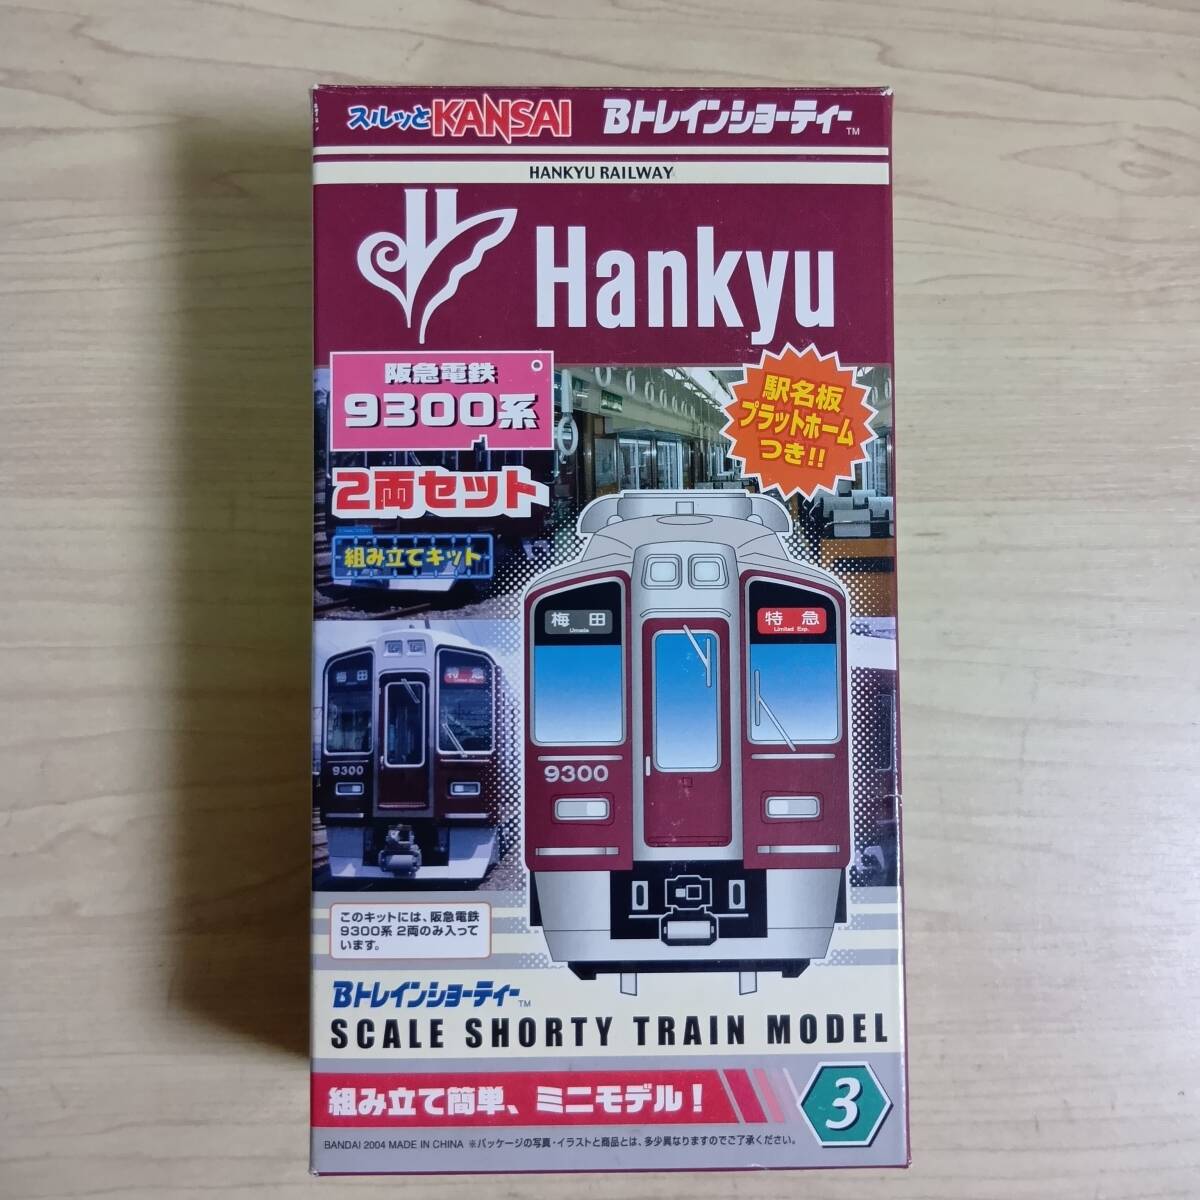 スルッとKANSAI Bトレインショーティー™
HANKYU RAILWAY
Hankyu
阪急電鉄
9300系
2両セット
組み立てキット
駅名板
プラットホーム
つき!!
梅田
Umeda
特急
Limited Exp.
9300
梅田
特急
9300
このキットには、阪急電鉄
9300系 2両のみ入って
います。
Bトレインショーティー™
SCALE SHORTY TRAIN MODEL
組み立て簡単、ミニモデル!
3
BANDAI 2004 MADE IN CHINA ※パッケージの写真・イラストと商品とは、多少異なりますのでご了承ください。